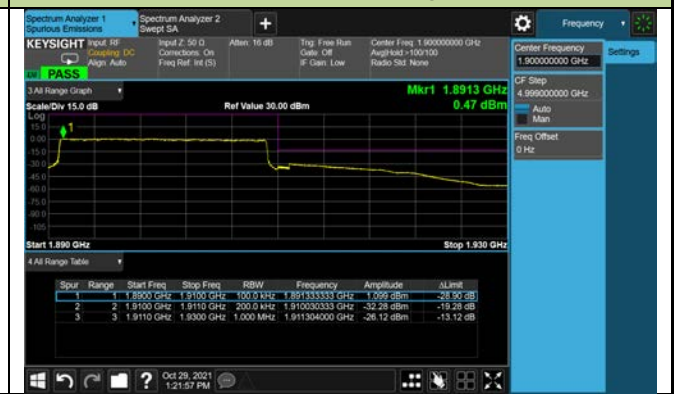 Spectrum Analyzer 1
Spurious Emissions
Spectrum Analyzer 2
Swept SA
Frequency
KEYSIGHT
Input: RF
Coupling: DC
Align: Auto
Input Z: 50 Ω
Corrections: On
Freq Ref: Int (S)
Atten: 16 dB
Trig: Free Run
Gate: Off
IF Gain: Low
Center Freq: 1.900000000 GHz
Avg|Hold:>100/100
Radio Std: None
PASS
Center Frequency
1.900000000 GHz
Settings
CF Step
4.999000000 GHz
Auto
Man
Freq Offset
0 Hz
3 All Range Graph
Mkr1 1.8913 GHz
0.47 dBm
Scale/Div 15.0 dB
Ref Value 30.00 dBm
Log
15.0
0.00
-15.0
-30.0
-45.0
-60.0
-75.0
-90.0
-105
1
Start 1.890 GHz
Stop 1.930 GHz
4 All Range Table
Spur Range Start Freq Stop Freq RBW Frequency Amplitude ΔLimit
1 1 1.8900 GHz 1.9100 GHz 100.0 kHz 1.891333333 GHz 1.099 dBm -28.90 dB
2 2 1.9100 GHz 1.9110 GHz 200.0 kHz 1.910030333 GHz -32.28 dBm -19.28 dB
3 3 1.9110 GHz 1.9300 GHz 1.000 MHz 1.911304000 GHz -26.12 dBm -13.12 dB
Oct 29, 2021
1:21:57 PM